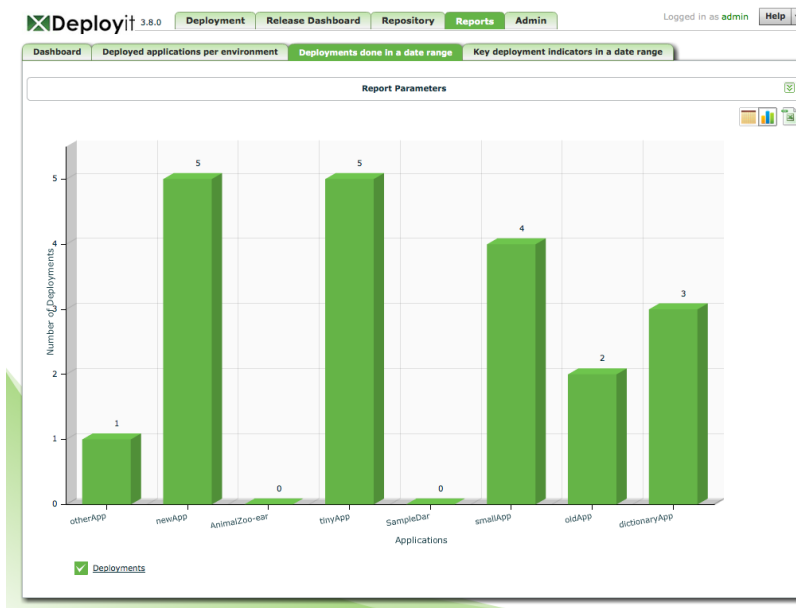 Deployit 3.8.0 Deployment Release Dashboard Repository Reports Admin Logged in as admin Help
Dashboard Deployed applications per environment Deployments done in a date range Key deployment indicators in a date range
Report Parameters
5 5
5
4
4
3
3
Number of Deployments
2
2
1
1
0 0
0
otherApp newApp AnimalZoo-ear tinyApp SampleDar smallApp oldApp dictionaryApp
Applications
Deployments